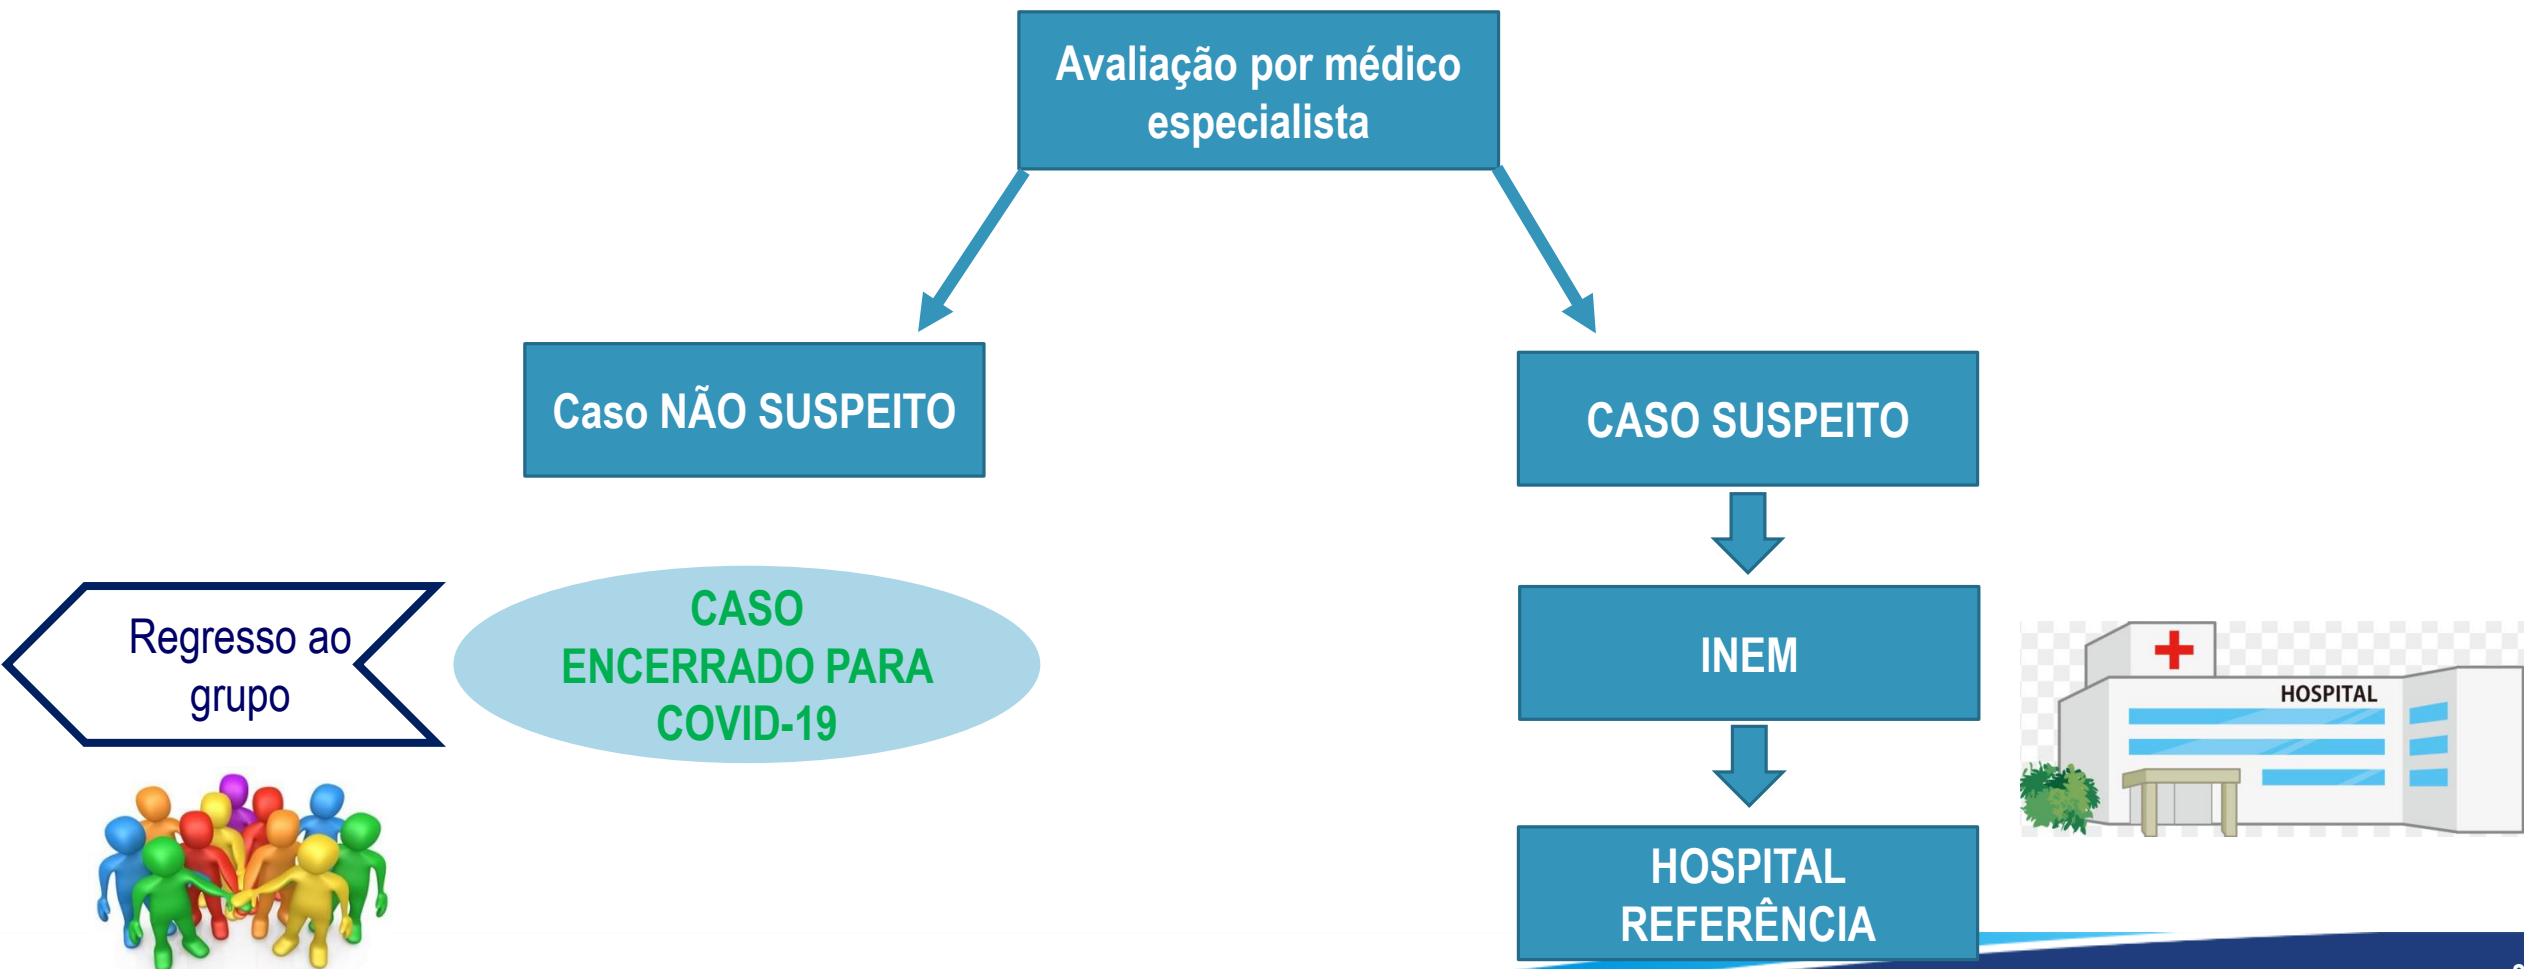 Avaliação por médico
especialista
Caso NÃO SUSPEITO
CASO SUSPEITO
Regresso ao
grupo
CASO
ENCERRADO PARA
COVID-19
INEM
HOSPITAL
HOSPITAL
REFERÊNCIA